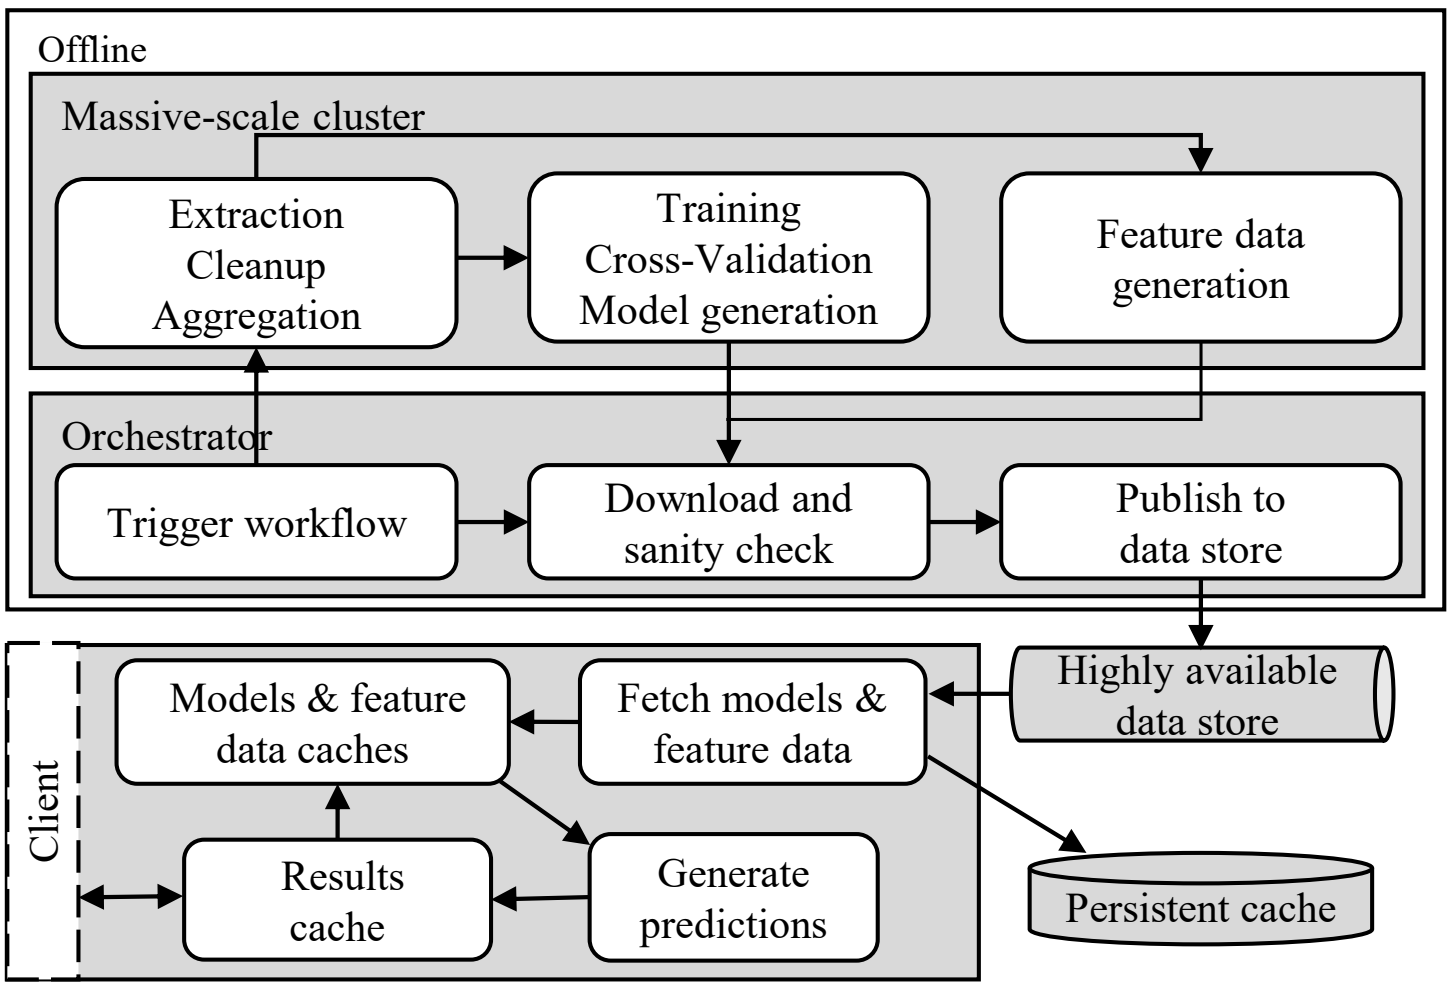 Offline
Massive-scale cluster
Extraction
Cleanup
Aggregation
Training
Cross-Validation
Model generation
Feature data
generation
Orchestrator
Trigger workflow
Download and
sanity check
Publish to
data store
Client
Models & feature
data caches
Fetch models &
feature data
Highly available
data store
Results
cache
Generate
predictions
Persistent cache